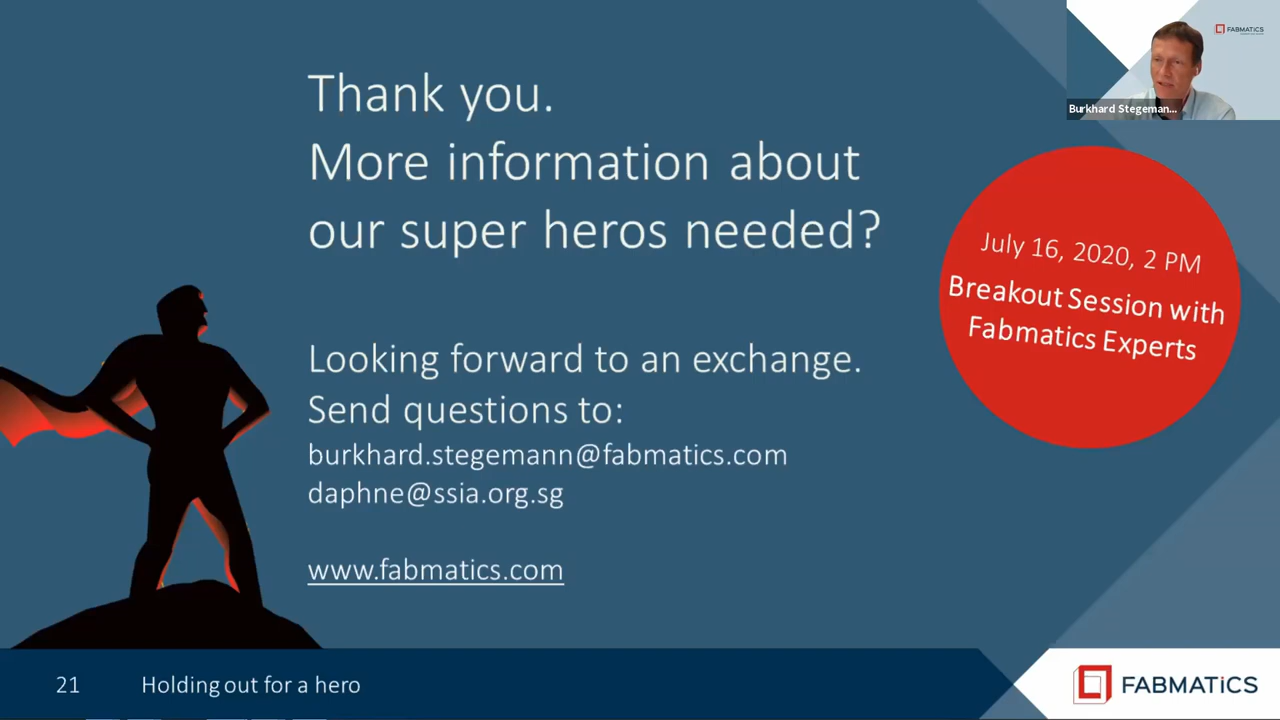 Thank you.
More information about
our super heros needed?
Looking forward to an exchange.
Send questions to:
burkhard.stegemann@fabmatics.com
daphne@ssia.org.sg
www.fabmatics.com
July 16, 2020, 2 PM
Breakout Session with
Fabmatics Experts
FABMATICS
Burkhard Stegeman...
21 Holding out for a hero
FABMATiCS